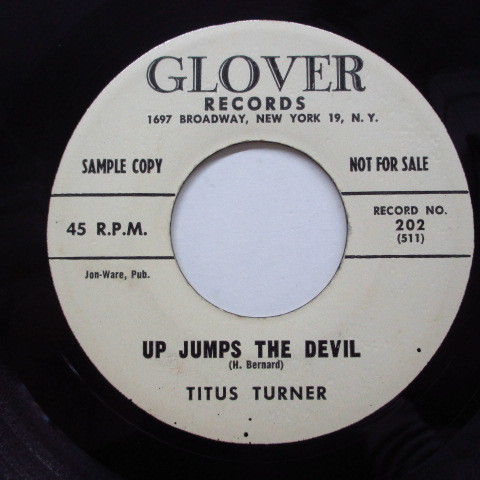 GLOVER
RECORDS
1697 BROADWAY, NEW YORK 19, N. Y.
SAMPLE COPY
NOT FOR SALE
45 R.P.M.
RECORD NO.
202
(511)
Jon-Ware, Pub.
UP JUMPS THE DEVIL
(H. Bernard)
TITUS TURNER